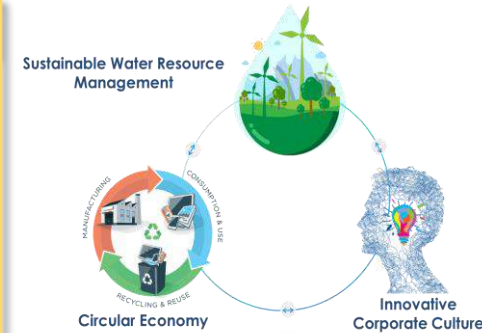 Sustainable Water Resource
Management
MANUFACTURING
CONSUMPTION & USE
RECYCLING & REUSE
Circular Economy
Innovative
Corporate Culture